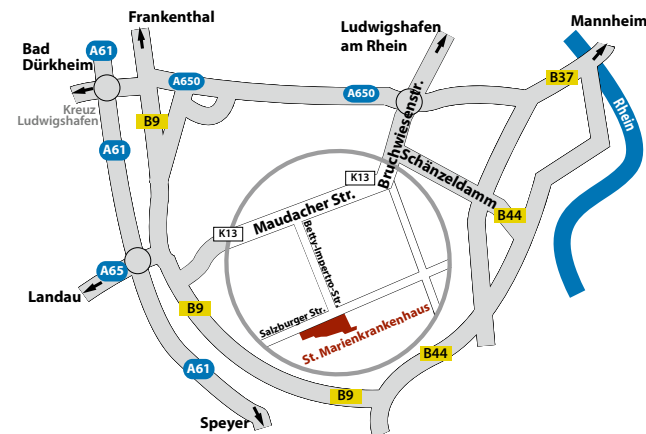 Frankenthal
Ludwigshafen
am Rhein
Mannheim
Bad
Dürkheim
A61
A650
A650
B37
Kreuz
Ludwigshafen
B9
Rhein
Bruchwiesenstr.
A61
Schänzeldamm
K13
Maudacher Str.
K13
B44
Betty-Impertro-Str.
A65
Landau
B9
Salzburger Str.
St. Marienkrankenhaus
B44
A61
B9
Speyer